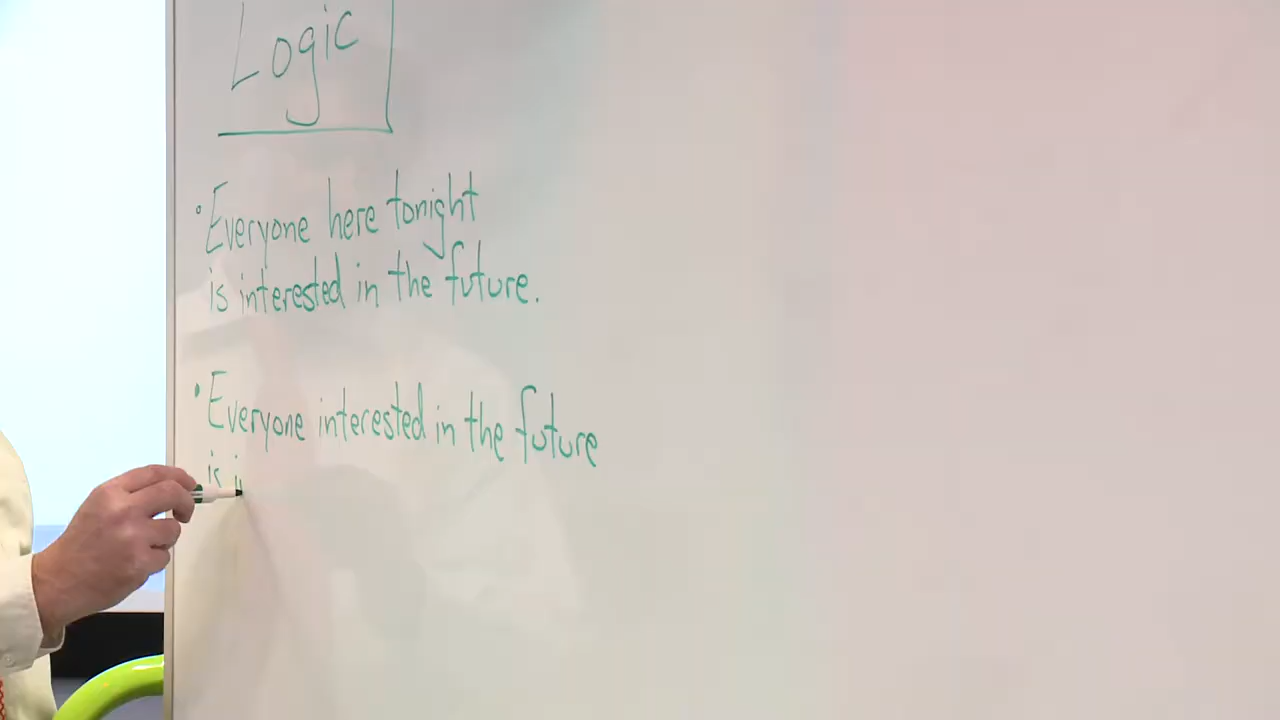 Logic
• Everyone here tonight
is interested in the future.
• Everyone interested in the future
is